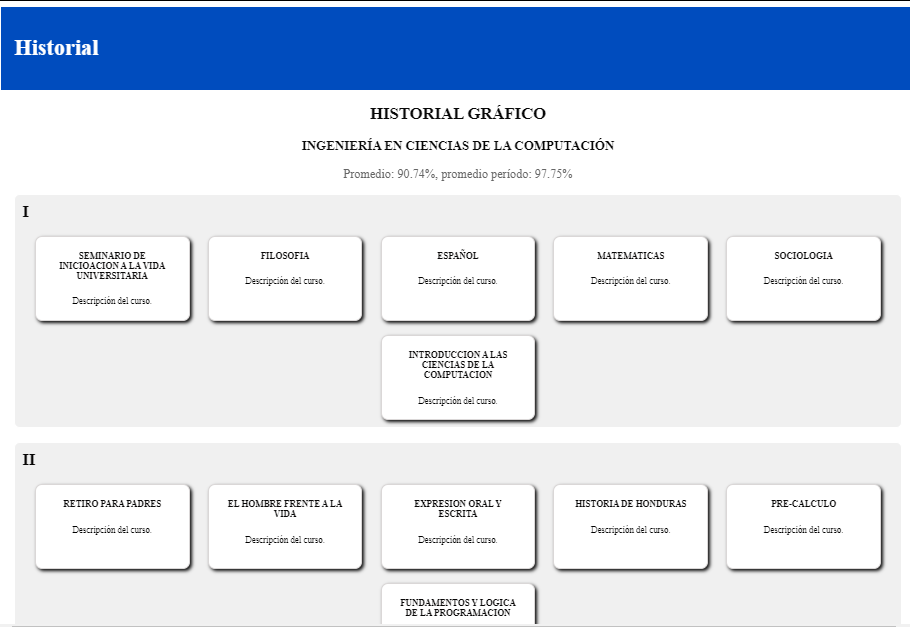 Historial
HISTORIAL GRÁFICO
INGENIERÍA EN CIENCIAS DE LA COMPUTACIÓN
Promedio: 90.74%, promedio período: 97.75%
I
SEMINARIO DE
INICIOACION A LA VIDA
UNIVERSITARIA
Descripción del curso.
FILOSOFIA
Descripción del curso.
ESPAÑOL
Descripción del curso.
MATEMATICAS
Descripción del curso.
SOCIOLOGIA
Descripción del curso.
INTRODUCCION A LAS
CIENCIAS DE LA
COMPUTACION
Descripción del curso.
II
RETIRO PARA PADRES
Descripción del curso.
EL HOMBRE FRENTE A LA
VIDA
Descripción del curso.
EXPRESION ORAL Y
ESCRITA
Descripción del curso.
HISTORIA DE HONDURAS
Descripción del curso.
PRE-CALCULO
Descripción del curso.
FUNDAMENTOS Y LOGICA
DE LA PROGRAMACION